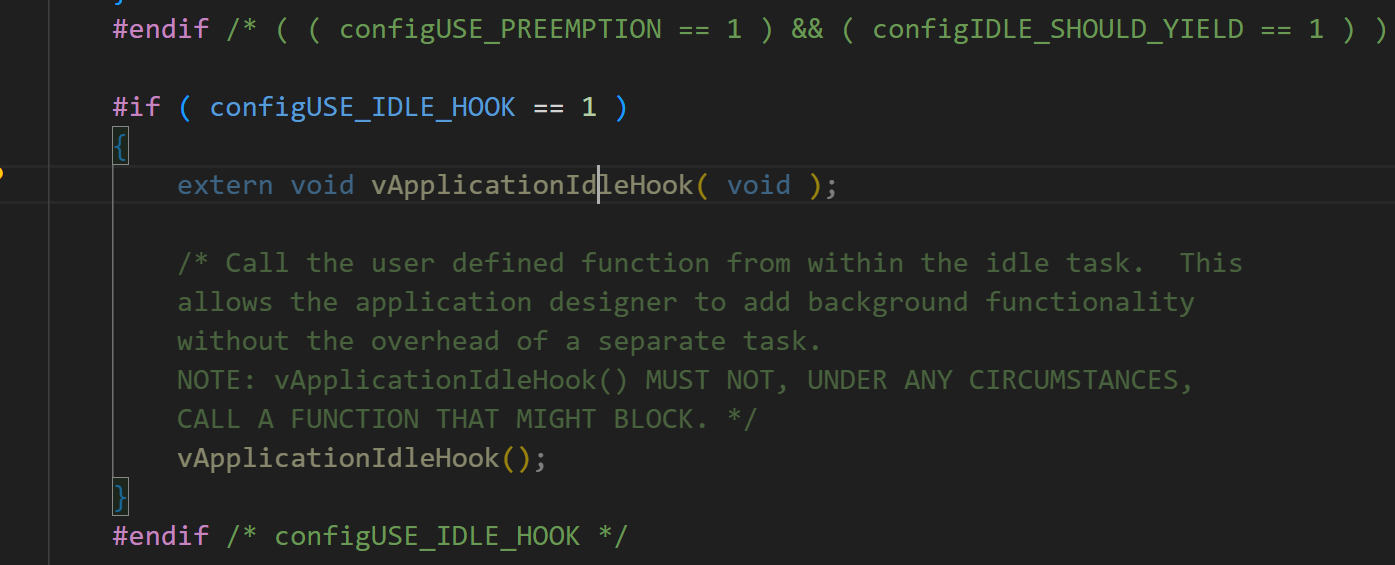 }
#endif /* ( ( configUSE_PREEMPTION == 1 ) && ( configIDLE_SHOULD_YIELD == 1 ) )
#if ( configUSE_IDLE_HOOK == 1 )
{
extern void vApplicationIdleHook( void );
/* Call the user defined function from within the idle task.  This
allows the application designer to add background functionality
without the overhead of a separate task.
NOTE: vApplicationIdleHook() MUST NOT, UNDER ANY CIRCUMSTANCES,
CALL A FUNCTION THAT MIGHT BLOCK. */
vApplicationIdleHook();
}
#endif /* configUSE_IDLE_HOOK */